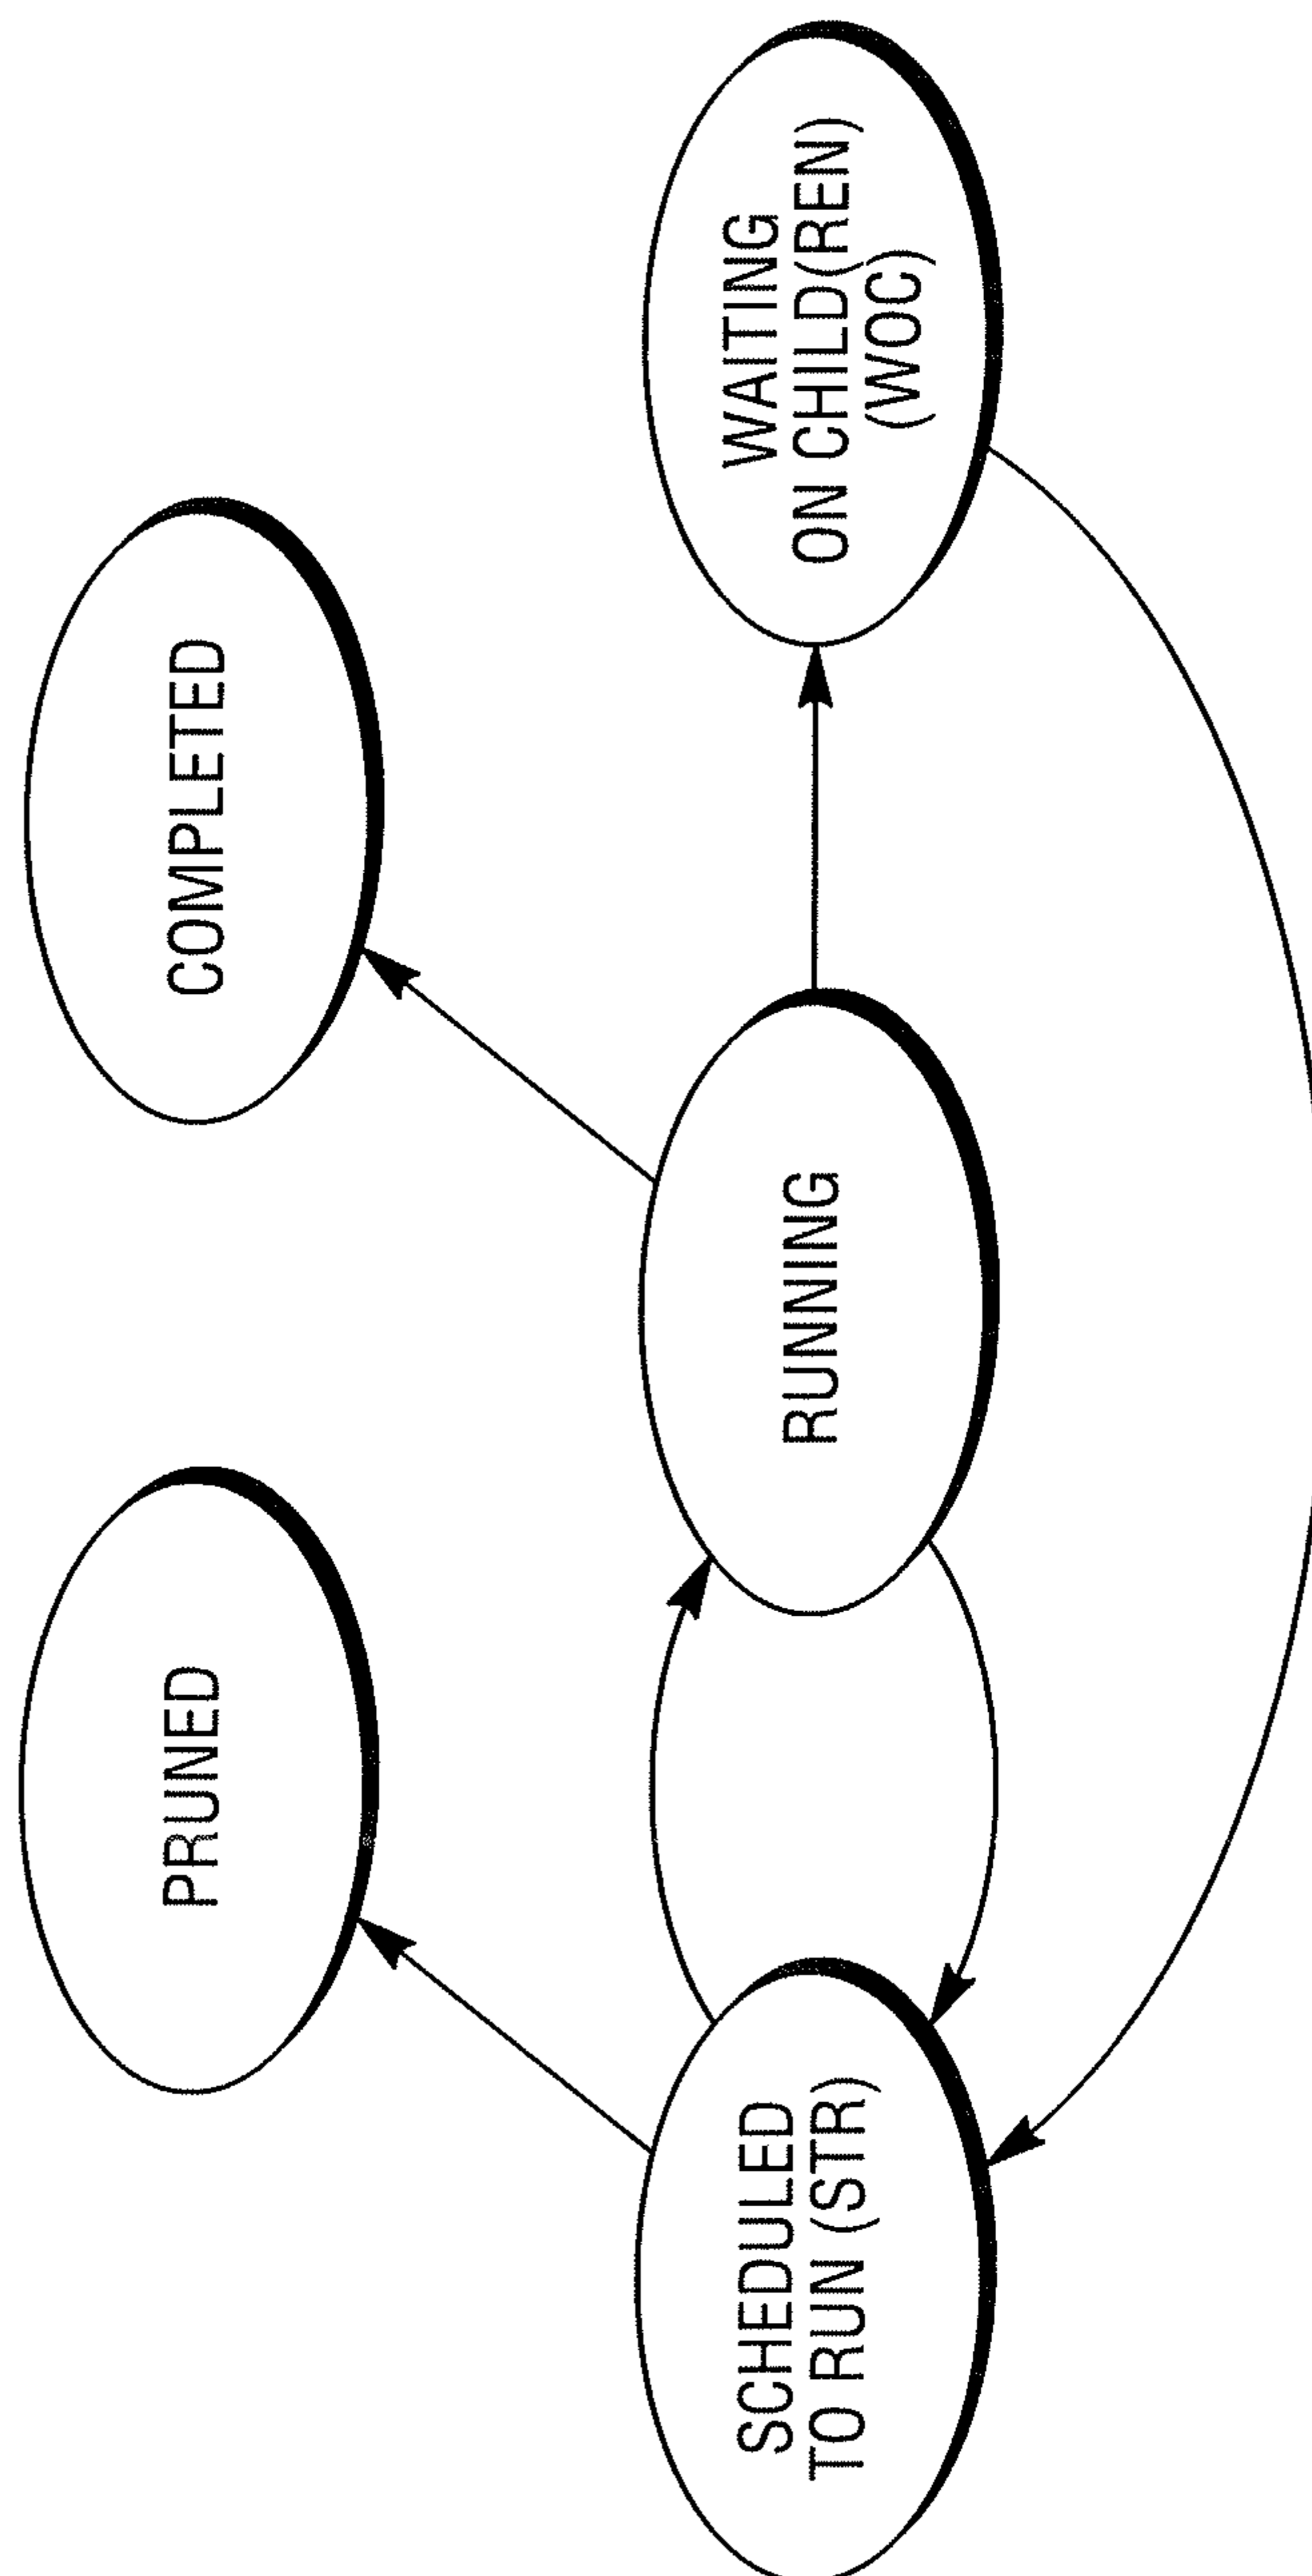 PRUNED
COMPLETED
SCHEDULED
TO RUN (STR)
RUNNING
WAITING
ON CHILD(REN)
(WOC)